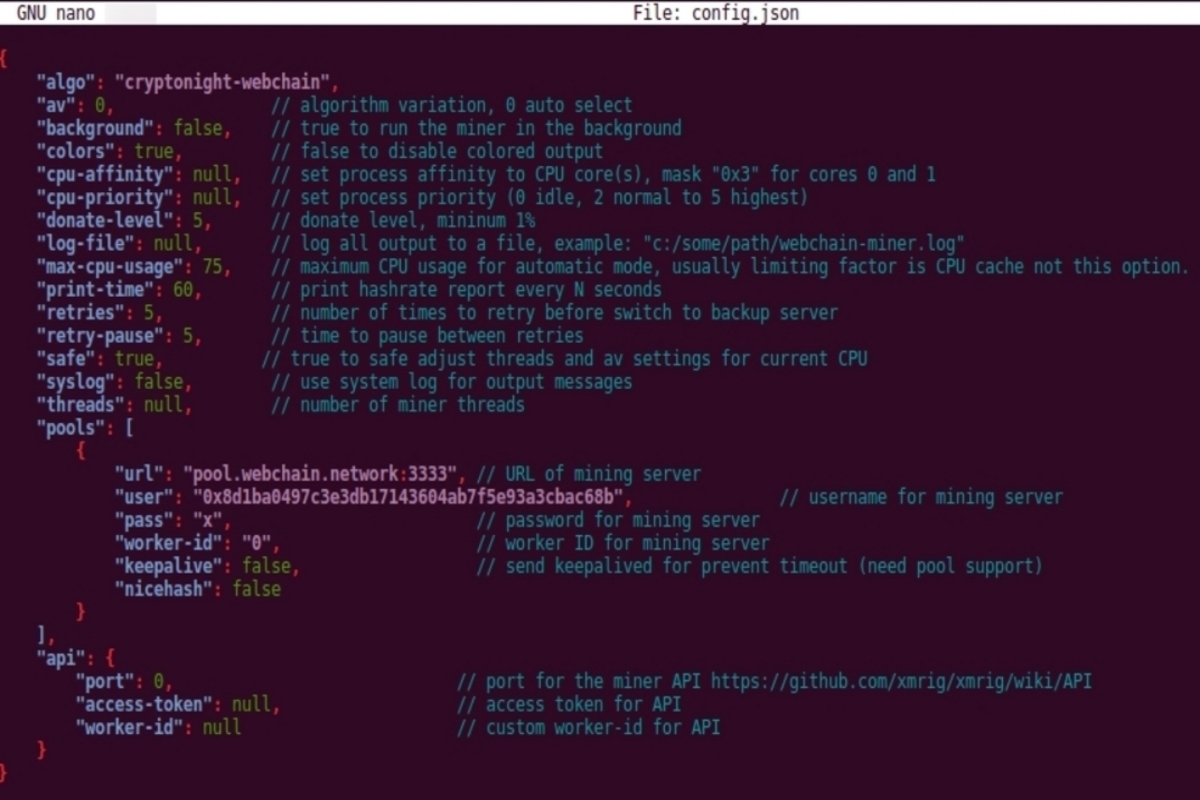 GNU nano File: config.json
{
"algo": "cryptonight-webchain",
"av": 0, // algorithm variation, 0 auto select
"background": false, // true to run the miner in the background
"colors": true, // false to disable colored output
"cpu-affinity": null, // set process affinity to CPU core(s), mask "0x3" for cores 0 and 1
"cpu-priority": null, // set process priority (0 idle, 2 normal to 5 highest)
"donate-level": 5, // donate level, mininum 1%
"log-file": null, // log all output to a file, example: "c:/some/path/webchain-miner.log"
"max-cpu-usage": 75, // maximum CPU usage for automatic mode, usually limiting factor is CPU cache not this option.
"print-time": 60, // print hashrate report every N seconds
"retries": 5, // number of times to retry before switch to backup server
"retry-pause": 5, // time to pause between retries
"safe": true, // true to safe adjust threads and av settings for current CPU
"syslog": false, // use system log for output messages
"threads": null, // number of miner threads
"pools": [
{
"url": "pool.webchain.network:3333", // URL of mining server
"user": "0x8d1ba0497c3e3db17143604ab7f5e93a3cbac68b", // username for mining server
"pass": "x", // password for mining server
"worker-id": "0", // worker ID for mining server
"keepalive": false, // send keepalived for prevent timeout (need pool support)
"nicehash": false
}
],
"api": {
"port": 0, // port for the miner API https://github.com/xmrig/xmrig/wiki/API
"access-token": null, // access token for API
"worker-id": null // custom worker-id for API
}
}